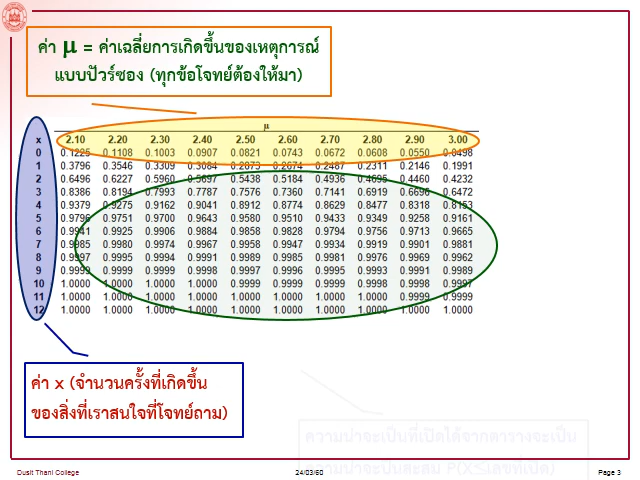 ค่า μ = ค่าเฉลี่ยการเกิดขึ้นของเหตุการณ์
แบบปัวร์ซอง (ทุกข้อโจทย์ต้องให้มา)
μ
x 2.10 2.20 2.30 2.40 2.50 2.60 2.70 2.80 2.90 3.00
0 0.1225 0.1108 0.1003 0.0907 0.0821 0.0743 0.0672 0.0608 0.0550 0.0498
1 0.3796 0.3546 0.3309 0.3084 0.2873 0.2674 0.2487 0.2311 0.2146 0.1991
2 0.6496 0.6227 0.5960 0.5697 0.5438 0.5184 0.4936 0.4695 0.4460 0.4232
3 0.8386 0.8194 0.7993 0.7787 0.7576 0.7360 0.7141 0.6919 0.6696 0.6472
4 0.9379 0.9275 0.9162 0.9041 0.8912 0.8774 0.8629 0.8477 0.8318 0.8153
5 0.9796 0.9751 0.9700 0.9643 0.9580 0.9510 0.9433 0.9349 0.9258 0.9161
6 0.9941 0.9925 0.9906 0.9884 0.9858 0.9828 0.9794 0.9756 0.9713 0.9665
7 0.9985 0.9980 0.9974 0.9967 0.9958 0.9947 0.9934 0.9919 0.9901 0.9881
8 0.9997 0.9995 0.9994 0.9991 0.9989 0.9985 0.9981 0.9976 0.9969 0.9962
9 0.9999 0.9999 0.9999 0.9998 0.9997 0.9996 0.9995 0.9993 0.9991 0.9989
10 1.0000 1.0000 1.0000 1.0000 0.9999 0.9999 0.9999 0.9998 0.9998 0.9997
11 1.0000 1.0000 1.0000 1.0000 1.0000 1.0000 1.0000 1.0000 0.9999 0.9999
12 1.0000 1.0000 1.0000 1.0000 1.0000 1.0000 1.0000 1.0000 1.0000 1.0000
ค่า x (จำนวนครั้งที่เกิดขึ้น
ของสิ่งที่เราสนใจที่โจทย์ถาม)
ความน่าจะเป็นที่เปิดได้จากตารางจะเป็น
ความน่าจะเป็นสะสม P(X≤เลขที่เปิด)
Dusit Thani College
24/03/60
Page 3